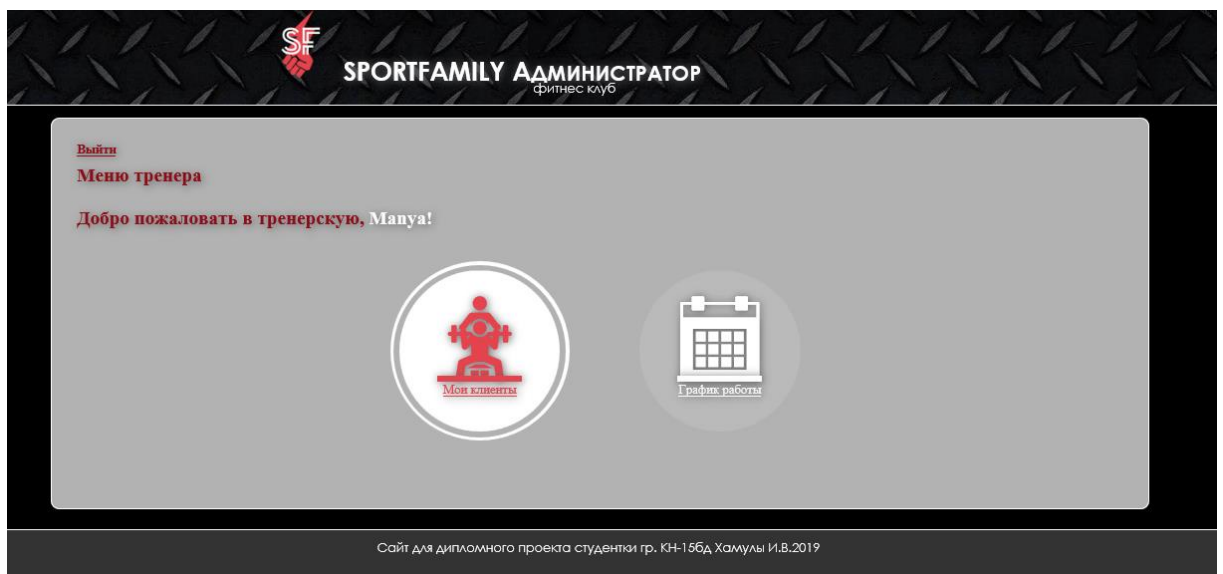 SF
SPORTFAMILY Администратор
фитнес клуб
Выйти
Меню тренера
Добро пожаловать в тренерскую, Manya!
Мои клиенты
График работы
Сайт для дипломного проекта студентки гр. КН-15бд Хамулы И.В.2019